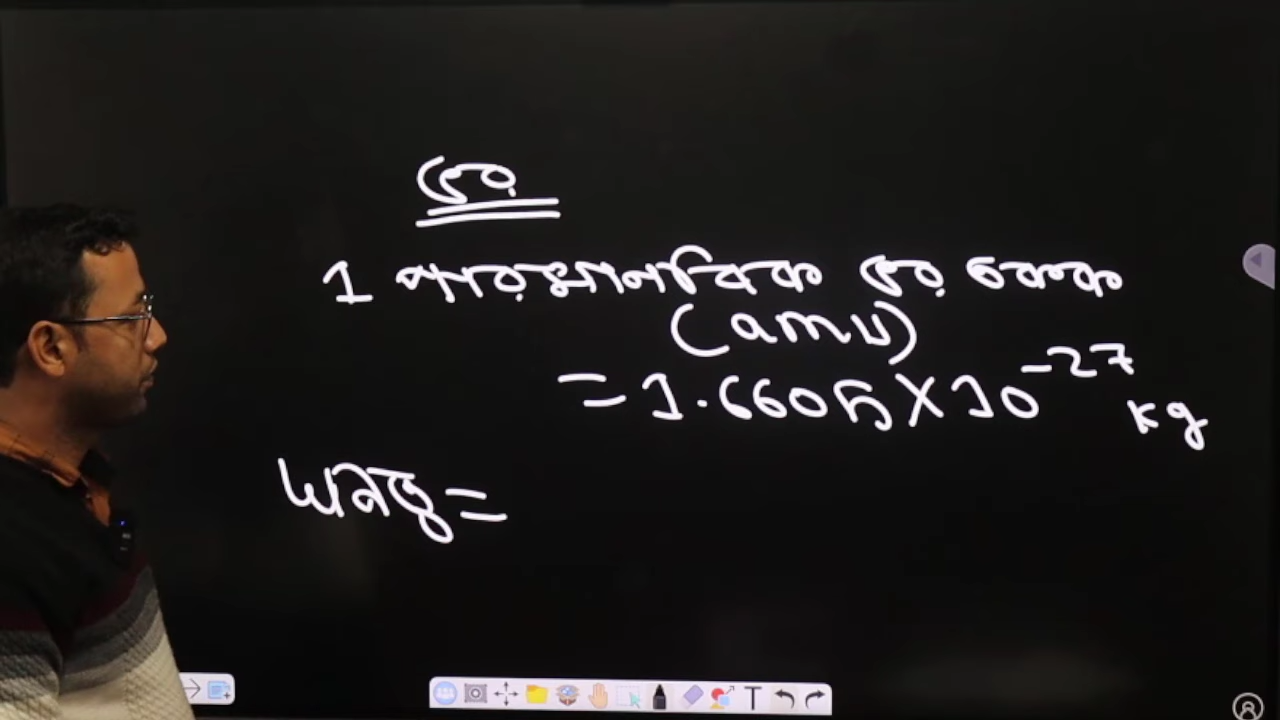 ভর
1 পারমাণবিক ভর একক
(amu)
= 1.6605 X 10⁻²⁷ kg
ঘনত্ব =
T